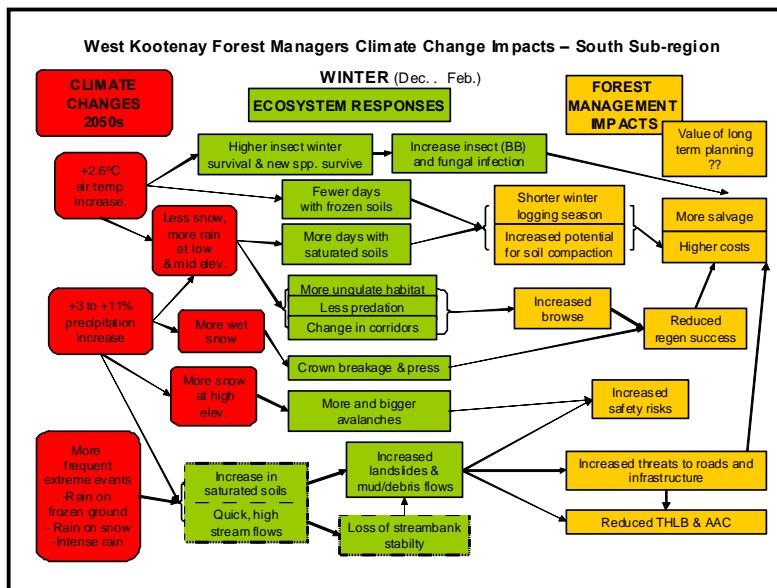 West Kootenay Forest Managers Climate Change Impacts – South Sub-region
WINTER (Dec. . Feb.)
CLIMATE
CHANGES
2050s
ECOSYSTEM RESPONSES
FOREST
MANAGEMENT
IMPACTS
Value of long
term planning
??
Higher insect winter
survival & new spp. survive
Increase insect (BB)
and fungal infection
+2.6ºC
air temp
increase.
Fewer days
with frozen soils
Shorter winter
logging season
More salvage
Less snow,
more rain
at low
& mid elev.
More days with
saturated soils
Increased potential
for soil compaction
Higher costs
More ungulate habitat
Less predation
Change in corridors
Increased
browse
+3 to +11%
precipitation
increase
More wet
snow
Reduced
regen success
Crown breakage & press
More snow
at high
elev.
More and bigger
avalanches
Increased
safety risks
More
frequent
extreme events
-Rain on
frozen ground
- Rain on snow
-Intense rain
Increase in
saturated soils
Quick, high
stream flows
Increased
landslides &
mud/debris flows
Increased threats to roads and
infrastructure
Loss of streambank
stabilty
Reduced THLB & AAC